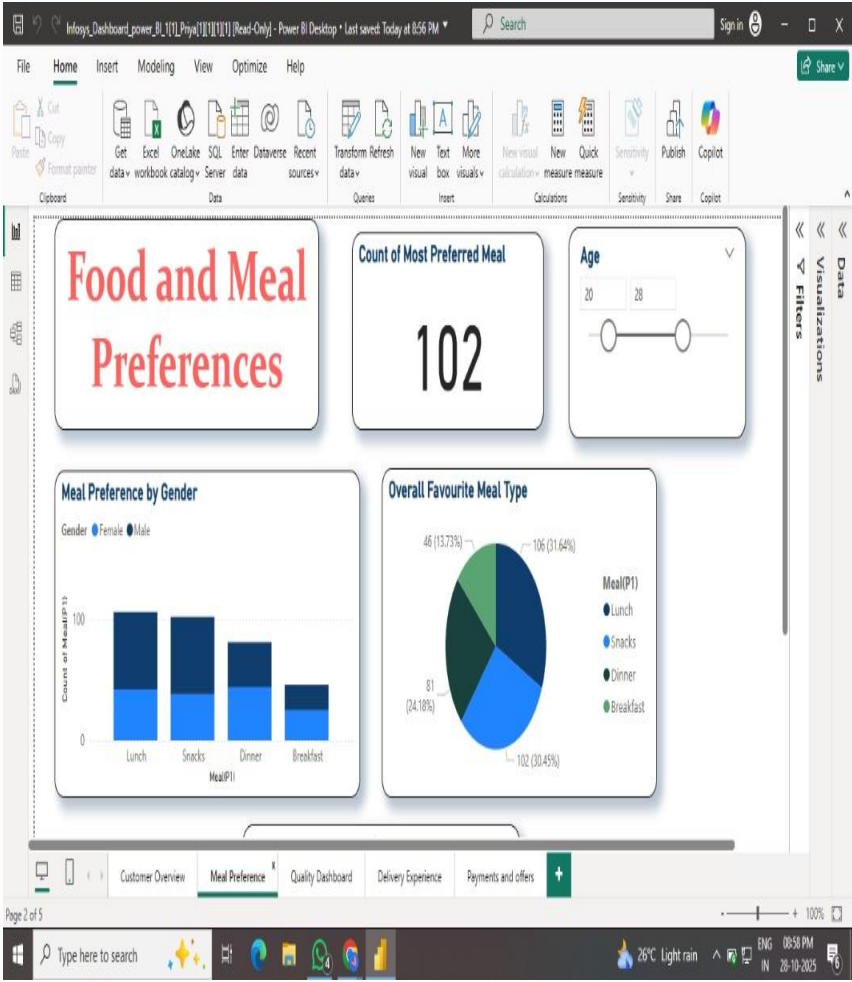 Infosys_Dashboard_power_BI_1[1]_Priya[1][1][1][1] [Read-Only] - Power BI Desktop • Last saved: Today at 8:56 PM
Search
Sign in
File Home Insert Modeling View Optimize Help
Share
Paste
Cut
Copy
Format painter
Get data
Excel workbook
OneLake catalog
SQL Server
Enter data
Dataverse
Recent sources
Transform data
Refresh
New visual
Text box
More visuals
New visual calculation
New measure
Quick measure
Sensitivity
Publish
Copilot
Clipboard Data Queries Insert Calculations Sensitivity Share Copilot
Food and Meal
Preferences
Count of Most Preferred Meal
102
Age
20 28
Filters
Visualizations
Data
Meal Preference by Gender
Gender Female Male
Count of Meal(P1)
100
0
Lunch Snacks Dinner Breakfast
Meal(P1)
Overall Favourite Meal Type
46 (13.73%)
106 (31.64%)
81
(24.18%)
102 (30.45%)
Meal(P1)
Lunch
Snacks
Dinner
Breakfast
Customer Overview Meal Preference Quality Dashboard Delivery Experience Payments and offers +
Page 2 of 5
- + 100%
Type here to search
4
26°C Light rain
ENG
IN
08:58 PM
28-10-2025
6